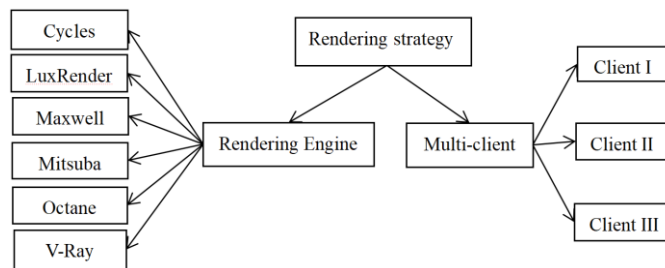 Cycles
LuxRender
Maxwell
Mitsuba
Octane
V-Ray
Rendering strategy
Rendering Engine
Multi-client
Client I
Client II
Client III